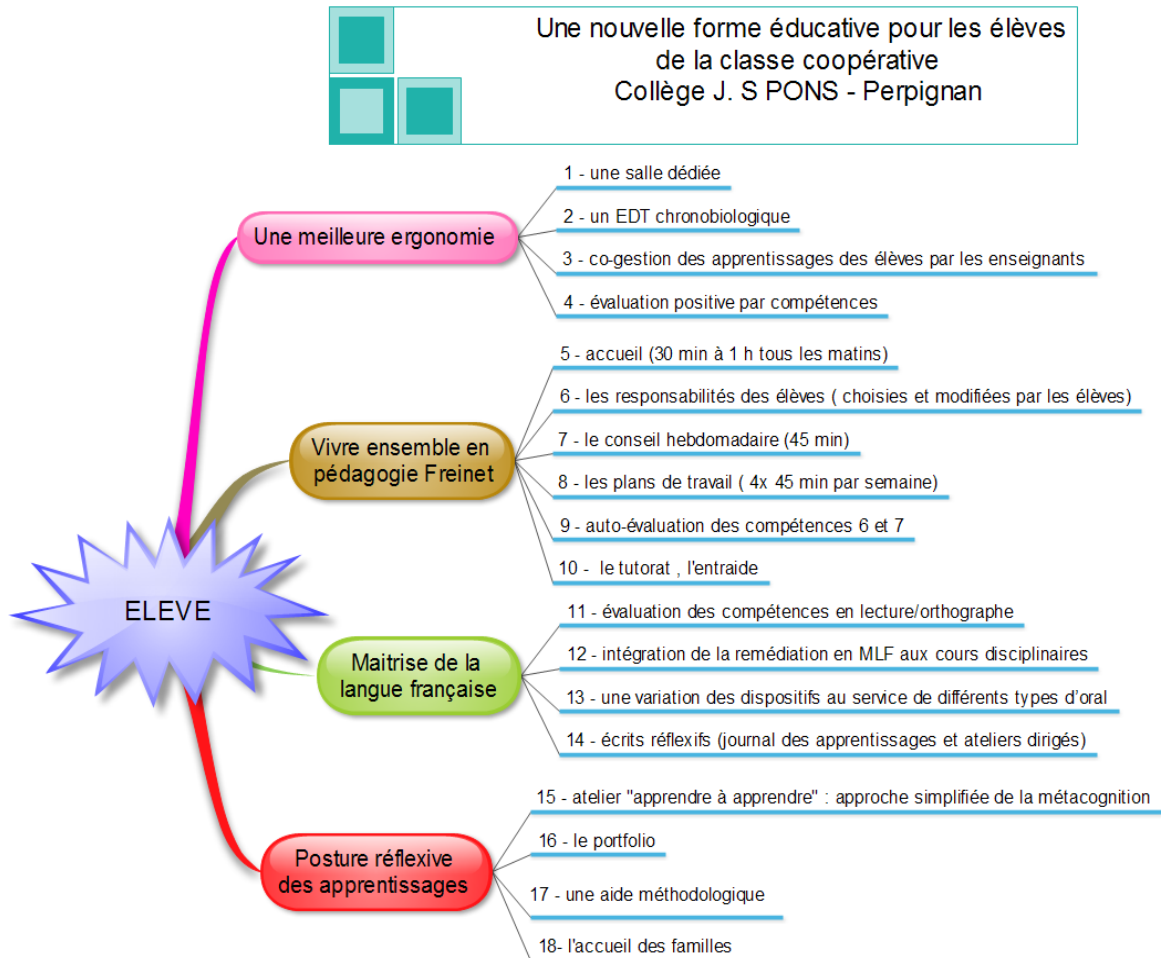 Une nouvelle forme éducative pour les élèves
de la classe coopérative
Collège J. S PONS - Perpignan
ELEVE
Une meilleure ergonomie
1 - une salle dédiée
2 - un EDT chronobiologique
3 - co-gestion des apprentissages des élèves par les enseignants
4 - évaluation positive par compétences
Vivre ensemble en
pédagogie Freinet
5 - accueil (30 min à 1 h tous les matins)
6 - les responsabilités des élèves ( choisies et modifiées par les élèves)
7 - le conseil hebdomadaire (45 min)
8 - les plans de travail ( 4x 45 min par semaine)
9 - auto-évaluation des compétences 6 et 7
10 - le tutorat , l'entraide
Maitrise de la
langue française
11 - évaluation des compétences en lecture/orthographe
12 - intégration de la remédiation en MLF aux cours disciplinaires
13 - une variation des dispositifs au service de différents types d’oral
14 - écrits réflexifs (journal des apprentissages et ateliers dirigés)
Posture réflexive
des apprentissages
15 - atelier "apprendre à apprendre" : approche simplifiée de la métacognition
16 - le portfolio
17 - une aide méthodologique
18- l'accueil des familles